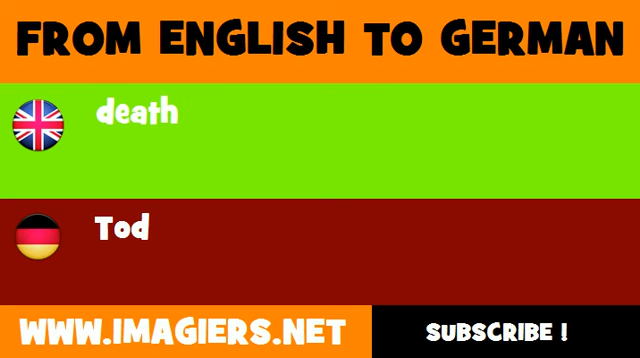 FROM ENGLISH TO GERMAN
death
Tod
WWW.IMAGIERS.NET
SUBSCRIBE !